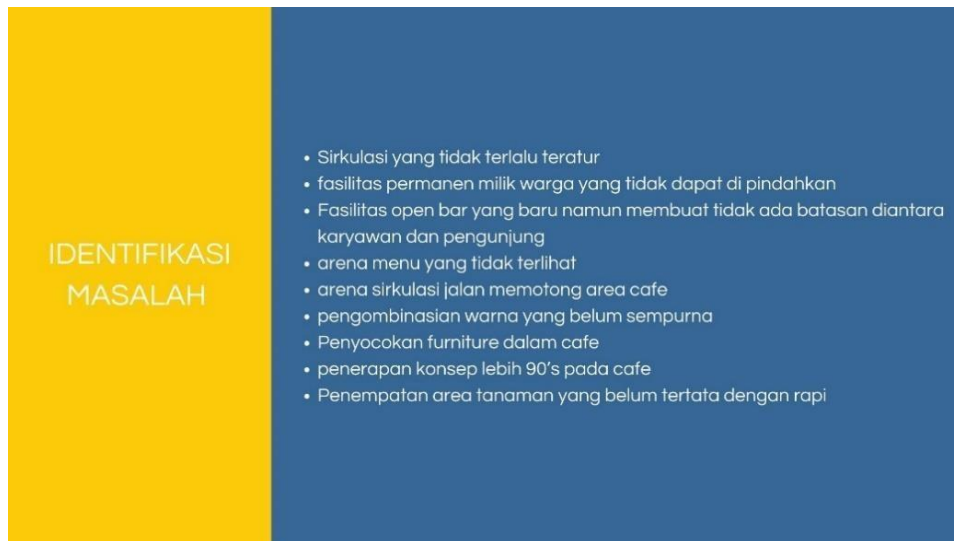 IDENTIFIKASI
MASALAH
• Sirkulasi yang tidak terlalu teratur
• fasilitas permanen milik warga yang tidak dapat di pindahkan
• Fasilitas open bar yang baru namun membuat tidak ada batasan diantara
karyawan dan pengunjung
• arena menu yang tidak terlihat
• arena sirkulasi jalan memotong area cafe
• pengombinasian warna yang belum sempurna
• Penyocokan furniture dalam cafe
• penerapan konsep lebih 90's pada cafe
• Penempatan area tanaman yang belum tertata dengan rapi